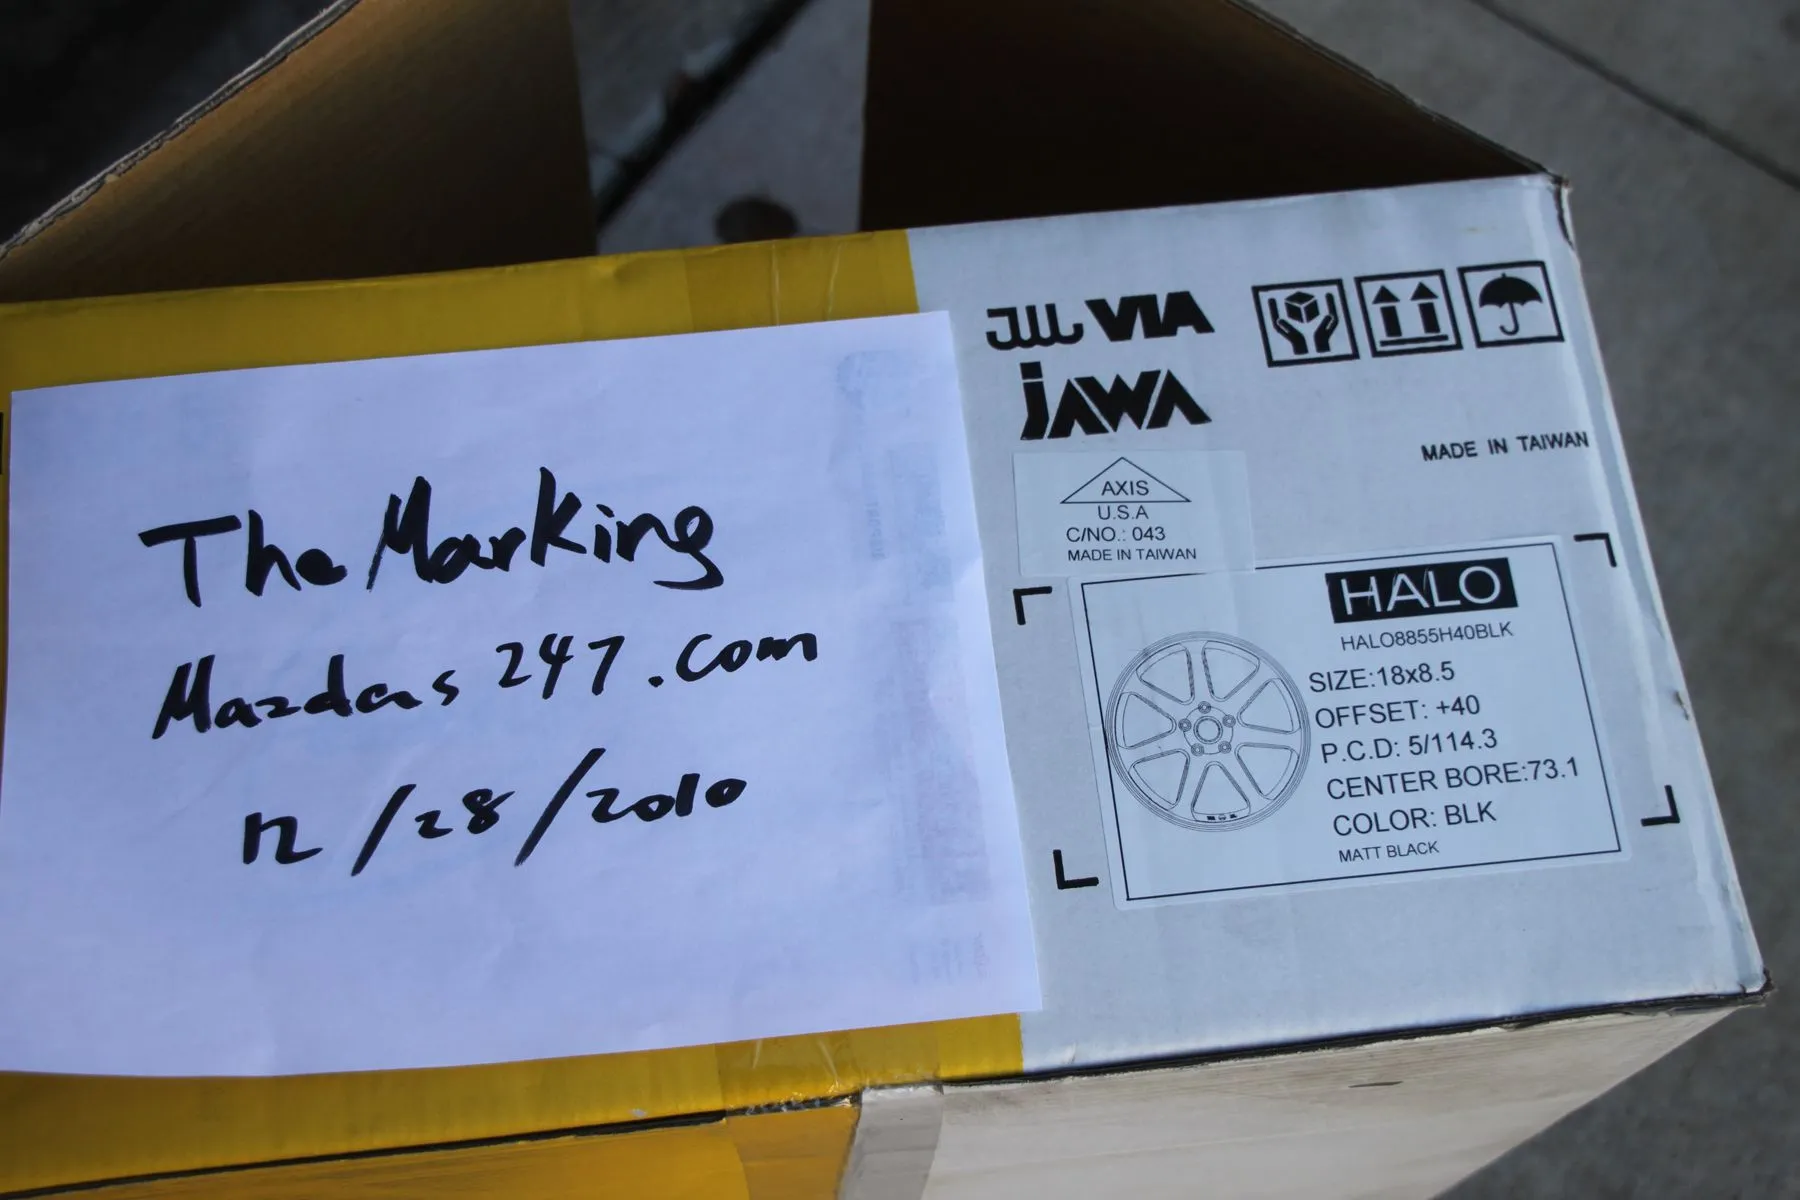 The Marking
Mazdas247.com
12/28/2010
JWL VIA
JAWA
MADE IN TAIWAN
AXIS
U.S.A
C/NO.: 043
MADE IN TAIWAN
HALO
HALO8855H40BLK
SIZE:18x8.5
OFFSET: +40
P.C.D: 5/114.3
CENTER BORE:73.1
COLOR: BLK
MATT BLACK